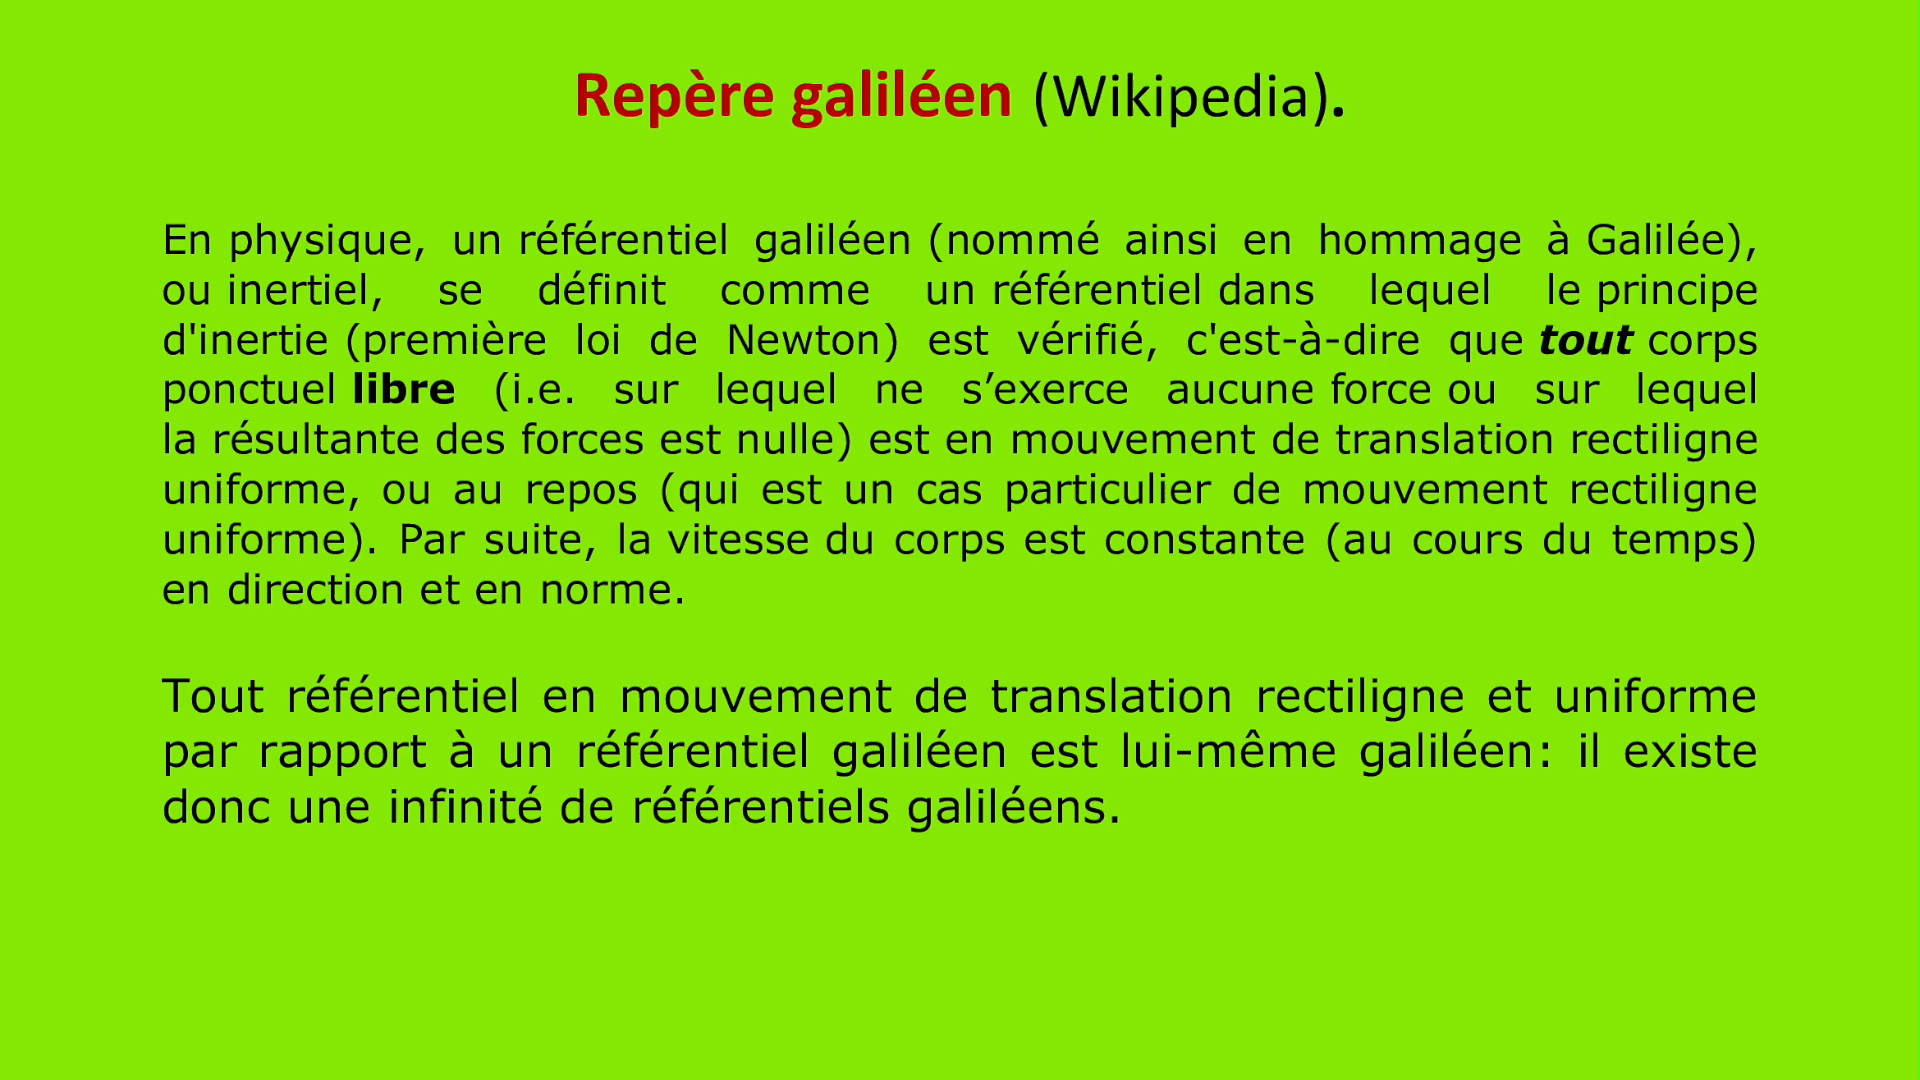 Repère galiléen (Wikipedia).
En physique, un référentiel galiléen (nommé ainsi en hommage à Galilée),
ou inertiel, se définit comme un référentiel dans lequel le principe
d'inertie (première loi de Newton) est vérifié, c'est-à-dire que tout corps
ponctuel libre (i.e. sur lequel ne s’exerce aucune force ou sur lequel
la résultante des forces est nulle) est en mouvement de translation rectiligne
uniforme, ou au repos (qui est un cas particulier de mouvement rectiligne
uniforme). Par suite, la vitesse du corps est constante (au cours du temps)
en direction et en norme.
Tout référentiel en mouvement de translation rectiligne et uniforme
par rapport à un référentiel galiléen est lui-même galiléen: il existe
donc une infinité de référentiels galiléens.